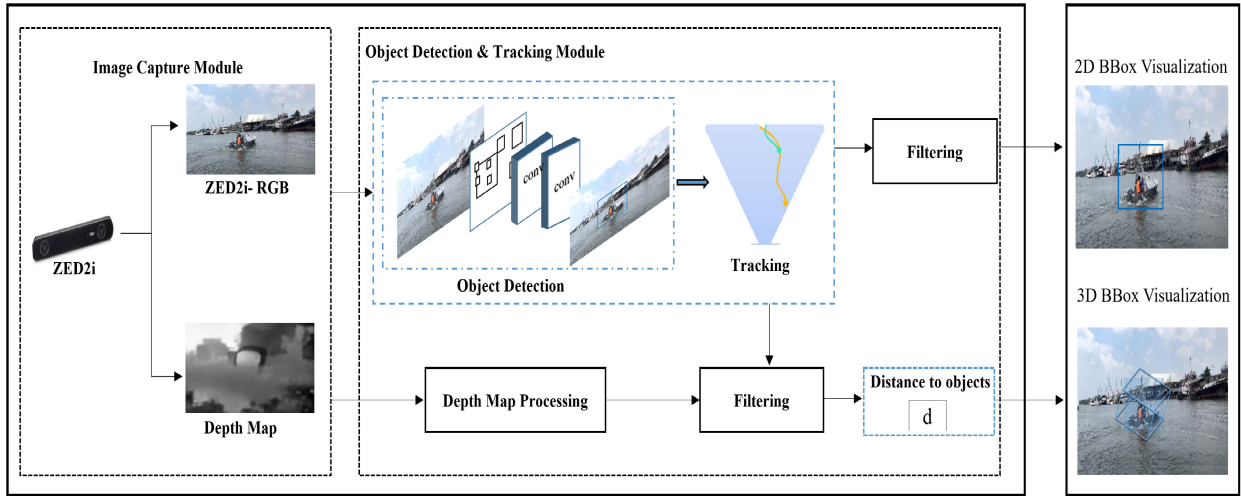 Image Capture Module
ZED2i- RGB
ZED2i
Depth Map
Object Detection & Tracking Module
conv
conv
Object Detection
Tracking
Filtering
Depth Map Processing
Filtering
Distance to objects
d
2D BBox Visualization
3D BBox Visualization